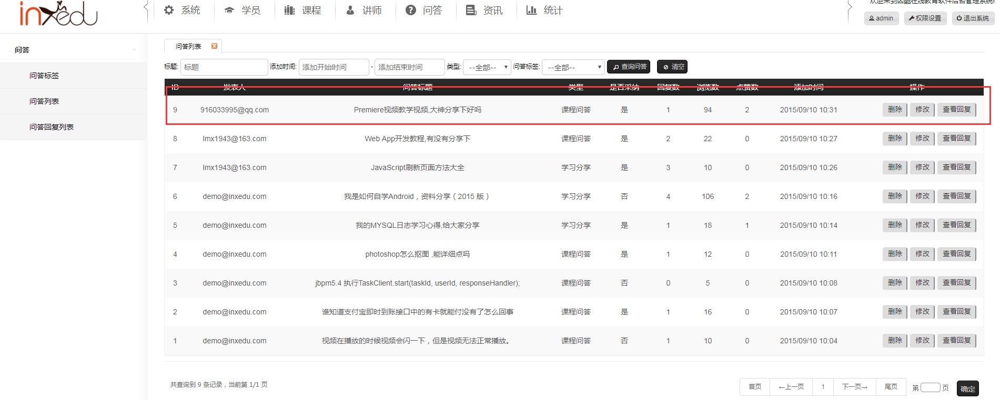 inxedu
系统 学员 课程 讲师 问答 资讯 统计
欢迎来到因酷在线教育软件后台管理系统!
admin 权限设置 退出系统
问答
问答标签
问答列表
问答回复列表
问答列表
标题: 标题 添加时间: 添加开始时间 - 添加结束时间 类型: --全部-- 问答标签: --全部-- 查询问答 清空
ID 发表人 问答标题 类型 是否采纳 回复数 浏览数 点赞数 添加时间 操作
9 916033995@qq.com Premiere视频教学视频,大神分享下好吗 课程问答 是 1 94 2 2015/09/10 10:31 删除 修改 查看回复
8 lmx1943@163.com Web App开发教程,有没有分享下 课程问答 是 2 22 0 2015/09/10 10:27 删除 修改 查看回复
7 lmx1943@163.com JavaScript刷新页面方法大全 学习分享 是 3 10 0 2015/09/10 10:26 删除 修改 查看回复
6 demo@inxedu.com 我是如何自学Android，资料分享（2015 版） 学习分享 否 4 106 2 2015/09/10 10:16 删除 修改 查看回复
5 demo@inxedu.com 我的MYSQL日志学习心得,给大家分享 学习分享 是 1 18 1 2015/09/10 10:14 删除 修改 查看回复
4 demo@inxedu.com photoshop怎么抠图 ,能详细点吗 课程问答 是 1 12 0 2015/09/10 10:11 删除 修改 查看回复
3 demo@inxedu.com jbpm5.4 执行TaskClient.start(taskId, userId, responseHandler); 课程问答 否 0 5 0 2015/09/10 10:08 删除 修改 查看回复
2 demo@inxedu.com 谁知道支付宝即时到账接口中的有卡就能付没有了怎么回事 课程问答 是 1 16 0 2015/09/10 10:07 删除 修改 查看回复
1 demo@inxedu.com 视频在播放的时候视频会闪一下，但是视频无法正常播放。 课程问答 否 1 10 0 2015/09/10 10:04 删除 修改 查看回复
共查询到 9 条记录，当前第 1/1 页 首页 ←上一页 1 下一页→ 尾页 第 页 确定